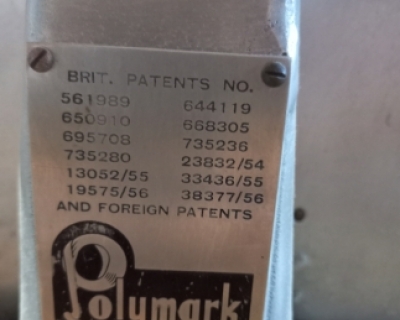 BRIT. PATENTS NO.
561989 644119
650910 668305
695708 735236
735280 23832/54
13052/55 33436/55
19575/56 38377/56
AND FOREIGN PATENTS
Polymark